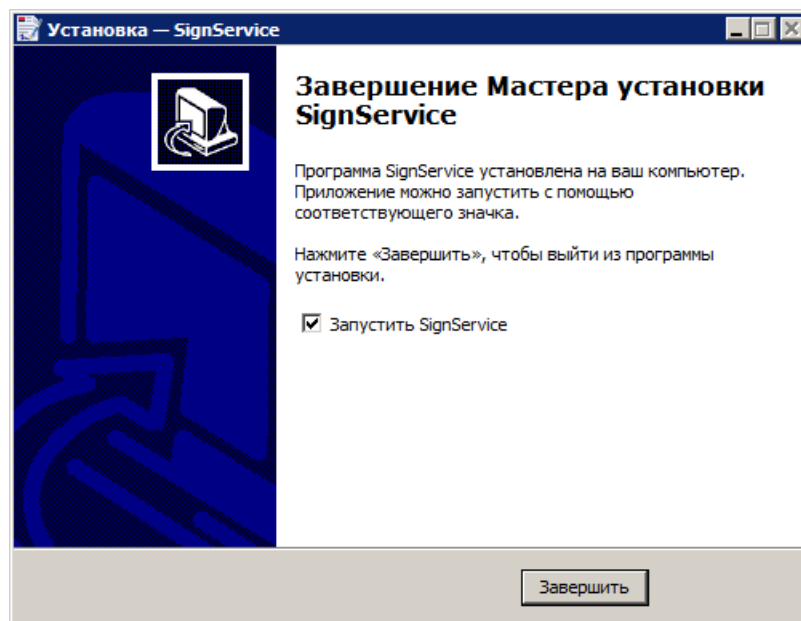 Установка — SignService
Завершение Мастера установки
SignService
Программа SignService установлена на ваш компьютер.
Приложение можно запустить с помощью
соответствующего значка.
Нажмите «Завершить», чтобы выйти из программы
установки.
Запустить SignService
Завершить